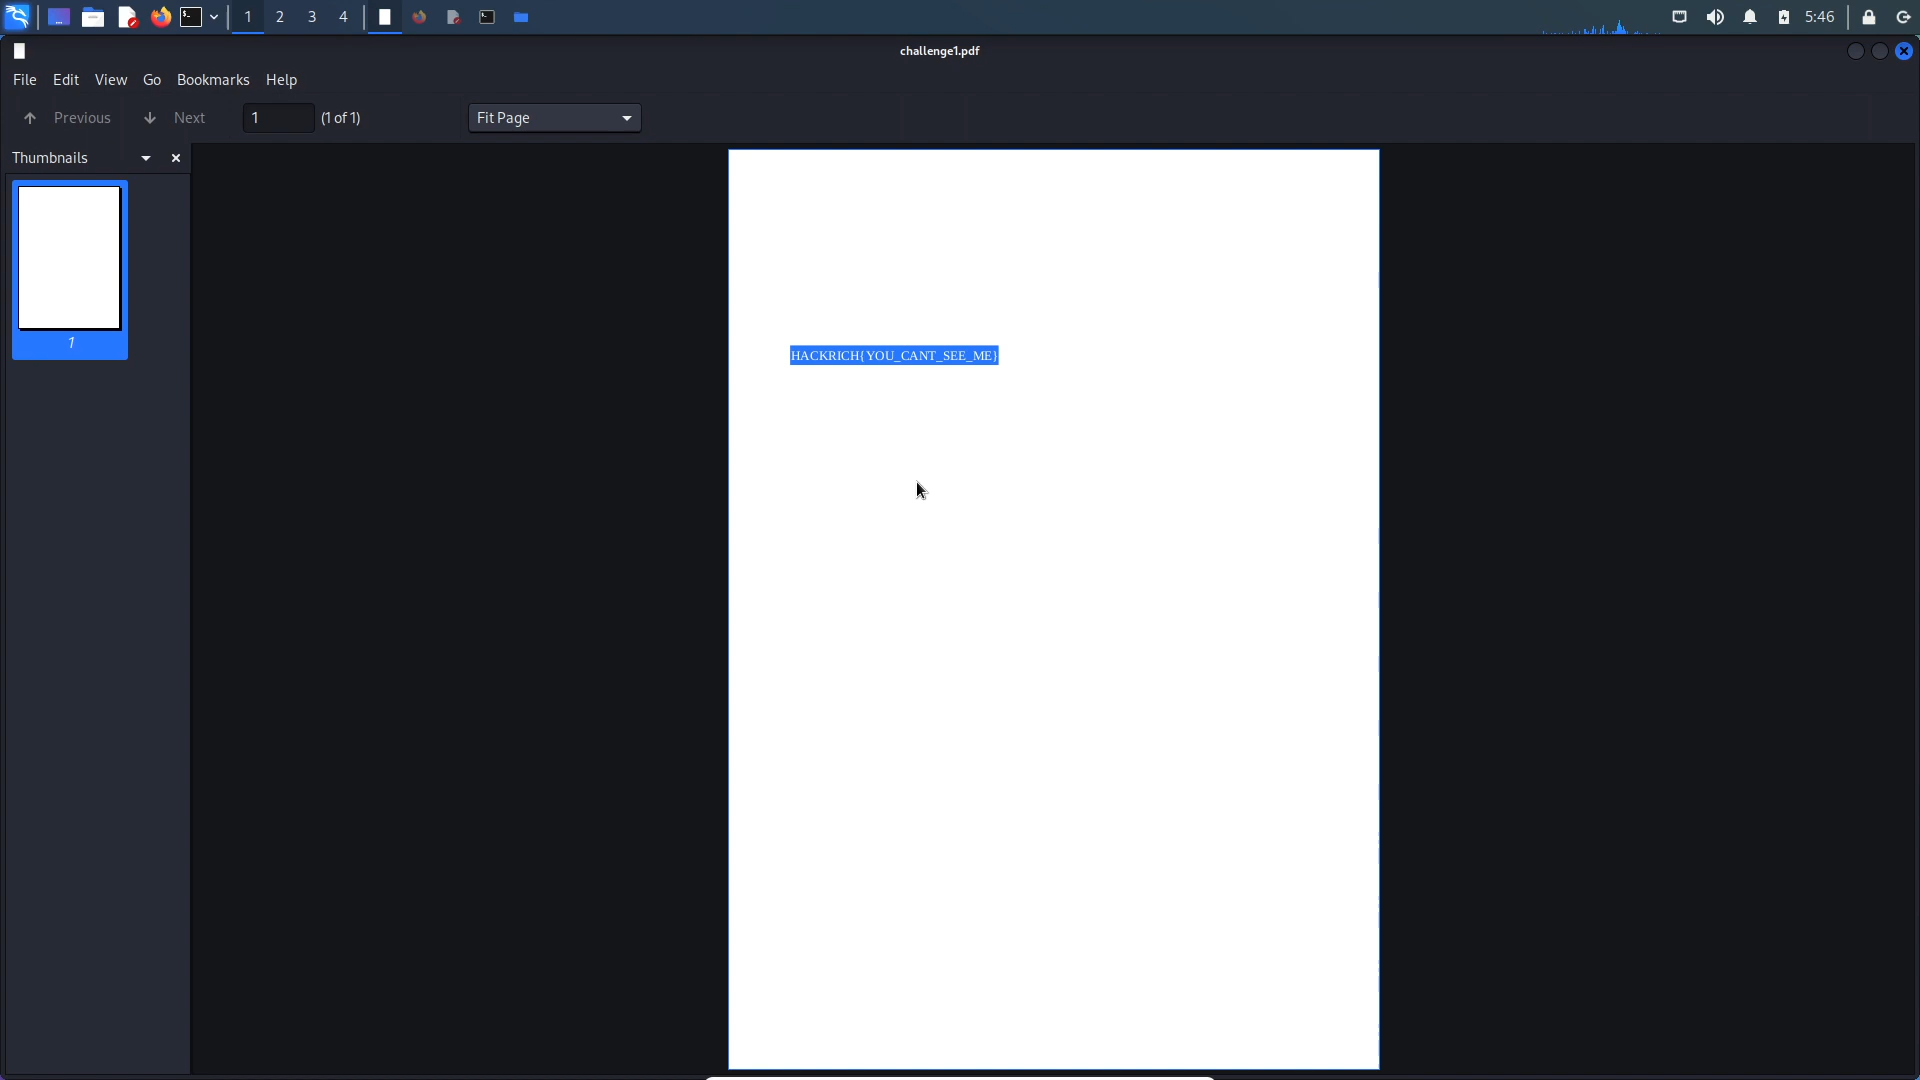 1 2 3 4 5:46
challenge1.pdf
File Edit View Go Bookmarks Help
Previous Next 1 (1 of 1) Fit Page
Thumbnails
1
HACKRICH{YOU_CANT_SEE_ME}